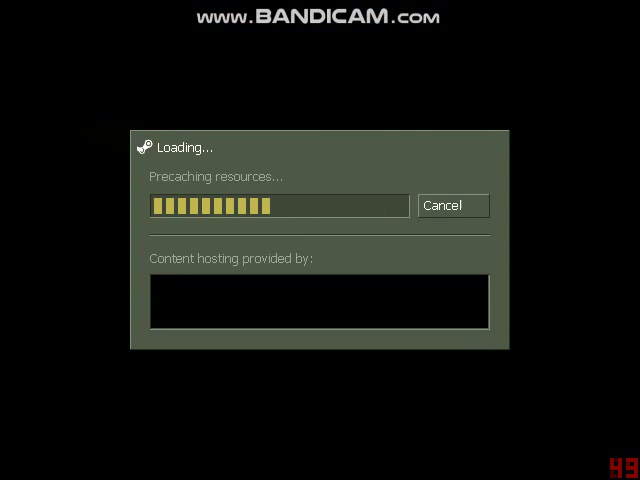 www.BANDICAM.com
Loading...
Precaching resources...
Cancel
Content hosting provided by:
49